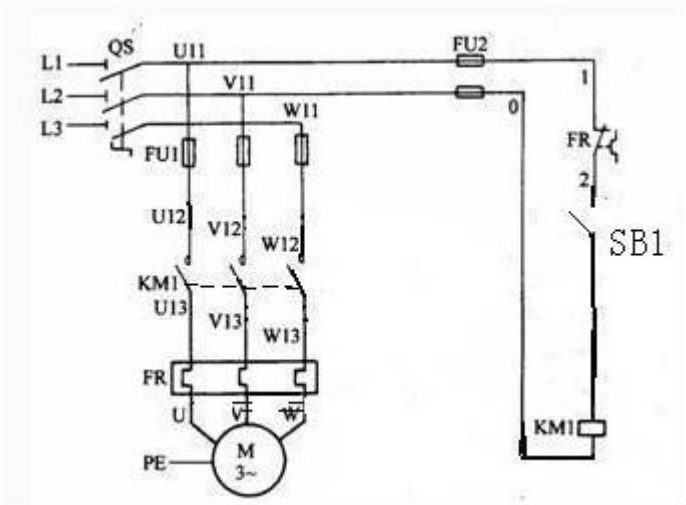 QS U11 FU2
L1
L2 V11 1
L3 W11 0
FU1 FR
2
U12 V12 W12 SB1
KM1
U13 V13 W13
FR
U V W KM1
M
PE 3~